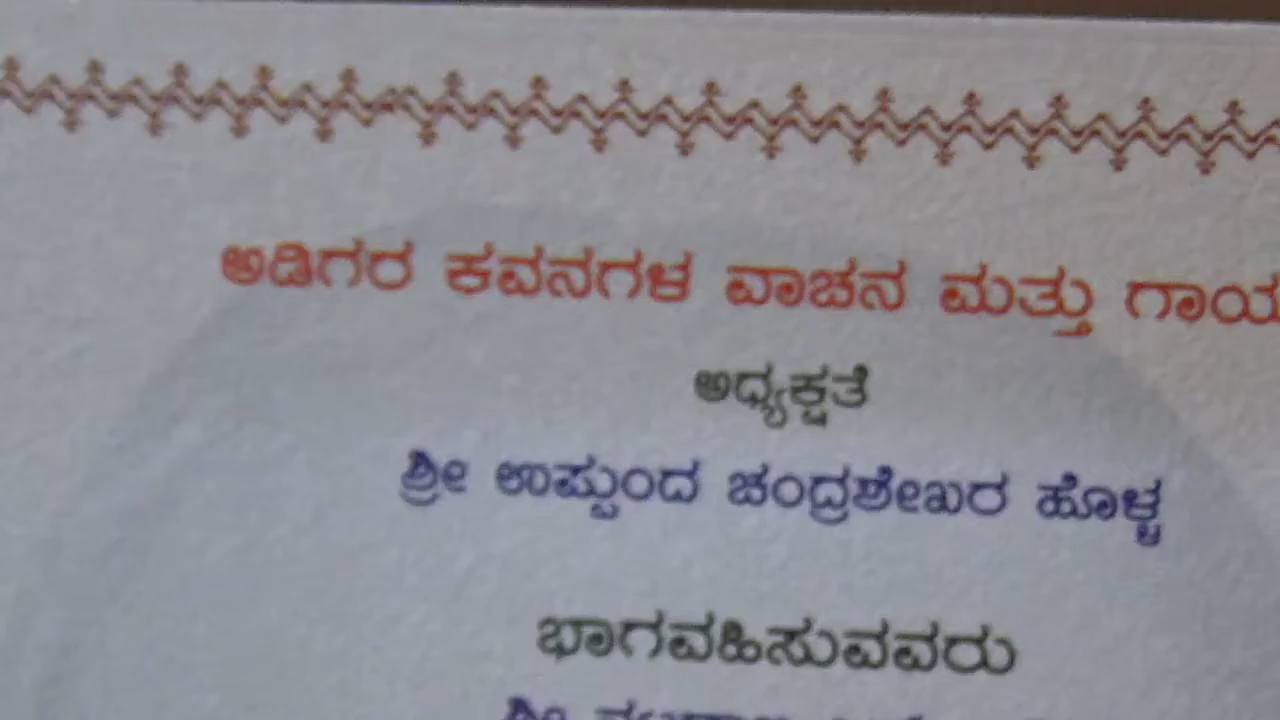 ಅಡಿಗರ ಕವನಗಳ ವಾಚನ ಮತ್ತು ಗಾಯ
ಅಧ್ಯಕ್ಷತೆ
ಶ್ರೀ ಉಪ್ಪುಂದ ಚಂದ್ರಶೇಖರ ಹೊಳ್ಳ
ಭಾಗವಹಿಸುವವರು
ಶ್ರೀ